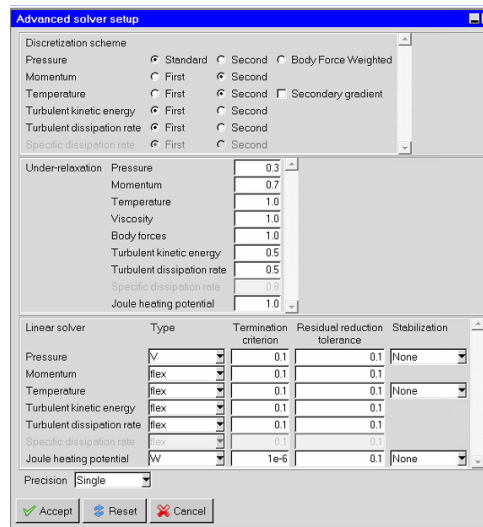 Advanced solver setup
Discretization scheme
Pressure Standard Second Body Force Weighted
Momentum First Second
Temperature First Second Secondary gradient
Turbulent kinetic energy First Second
Turbulent dissipation rate First Second
Specific dissipation rate First Second
Under-relaxation Pressure 0.3
Momentum 0.7
Temperature 1.0
Viscosity 1.0
Body forces 1.0
Turbulent kinetic energy 0.5
Turbulent dissipation rate 0.5
Specific dissipation rate 0.8
Joule heating potential 1.0
Linear solver Type Termination criterion Residual reduction tolerance Stabilization
Pressure V 0.1 0.1 None
Momentum flex 0.1 0.1
Temperature flex 0.1 0.1 None
Turbulent kinetic energy flex 0.1 0.1
Turbulent dissipation rate flex 0.1 0.1
Specific dissipation rate flex 0.1 0.1
Joule heating potential W 1e-6 0.1 None
Precision Single
Accept Reset Cancel